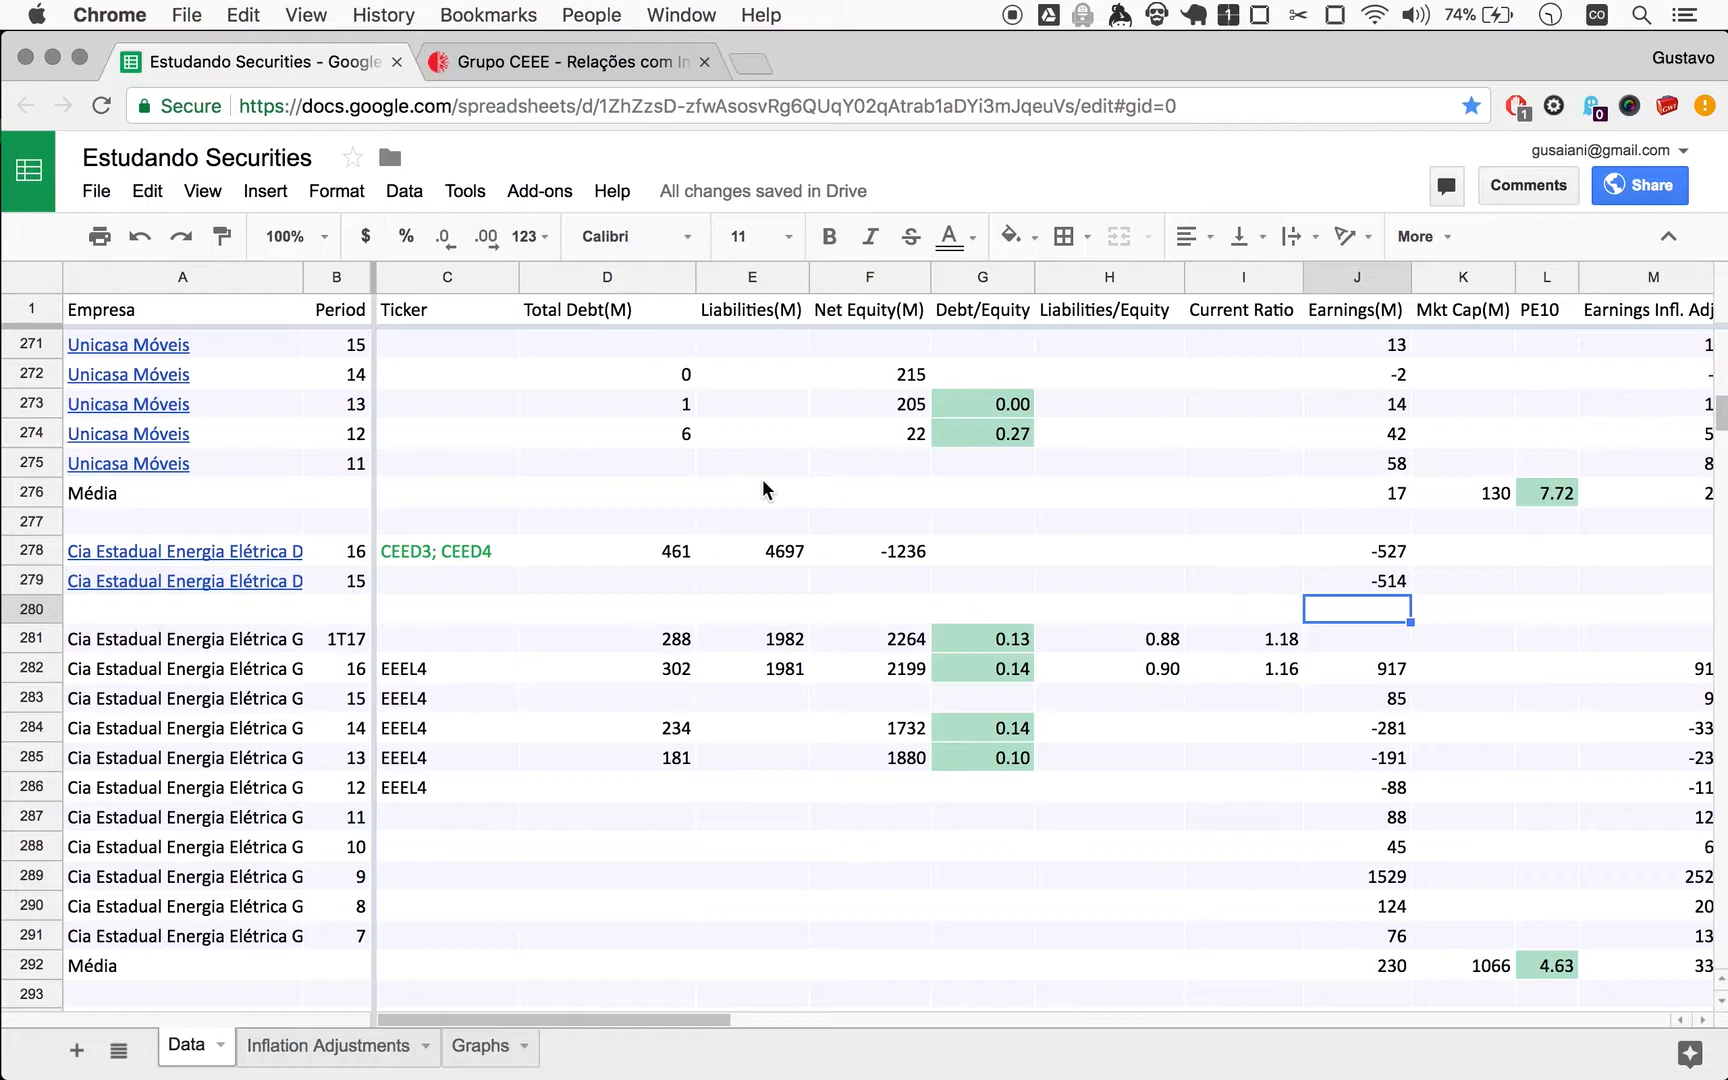 Chrome File Edit View History Bookmarks People Window Help 74%
Estudando Securities - Google Grupo CEEE - Relações com In Gustavo
Secure https://docs.google.com/spreadsheets/d/1ZhZzsD-zfwAsosvRg6QUqY02qAtrab1aDYi3mJqeuVs/edit#gid=0 1 0
Estudando Securities gusaiani@gmail.com
File Edit View Insert Format Data Tools Add-ons Help All changes saved in Drive Comments Share
100% $ % .0 .00 123 Calibri 11 B I S A More
A B C D E F G H I J K L M
1 Empresa Period Ticker Total Debt(M) Liabilities(M) Net Equity(M) Debt/Equity Liabilities/Equity Current Ratio Earnings(M) Mkt Cap(M) PE10 Earnings Infl. Adj
271 Unicasa Móveis 15 13 1
272 Unicasa Móveis 14 0 215 -2 -
273 Unicasa Móveis 13 1 205 0.00 14 1
274 Unicasa Móveis 12 6 22 0.27 42 5
275 Unicasa Móveis 11 58 8
276 Média 17 130 7.72 2
277
278 Cia Estadual Energia Elétrica D 16 CEED3; CEED4 461 4697 -1236 -527
279 Cia Estadual Energia Elétrica D 15 -514
280
281 Cia Estadual Energia Elétrica G 1T17 288 1982 2264 0.13 0.88 1.18
282 Cia Estadual Energia Elétrica G 16 EEEL4 302 1981 2199 0.14 0.90 1.16 917 91
283 Cia Estadual Energia Elétrica G 15 EEEL4 85 9
284 Cia Estadual Energia Elétrica G 14 EEEL4 234 1732 0.14 -281 -33
285 Cia Estadual Energia Elétrica G 13 EEEL4 181 1880 0.10 -191 -23
286 Cia Estadual Energia Elétrica G 12 EEEL4 -88 -11
287 Cia Estadual Energia Elétrica G 11 88 12
288 Cia Estadual Energia Elétrica G 10 45 6
289 Cia Estadual Energia Elétrica G 9 1529 252
290 Cia Estadual Energia Elétrica G 8 124 20
291 Cia Estadual Energia Elétrica G 7 76 13
292 Média 230 1066 4.63 33
293
Data Inflation Adjustments Graphs